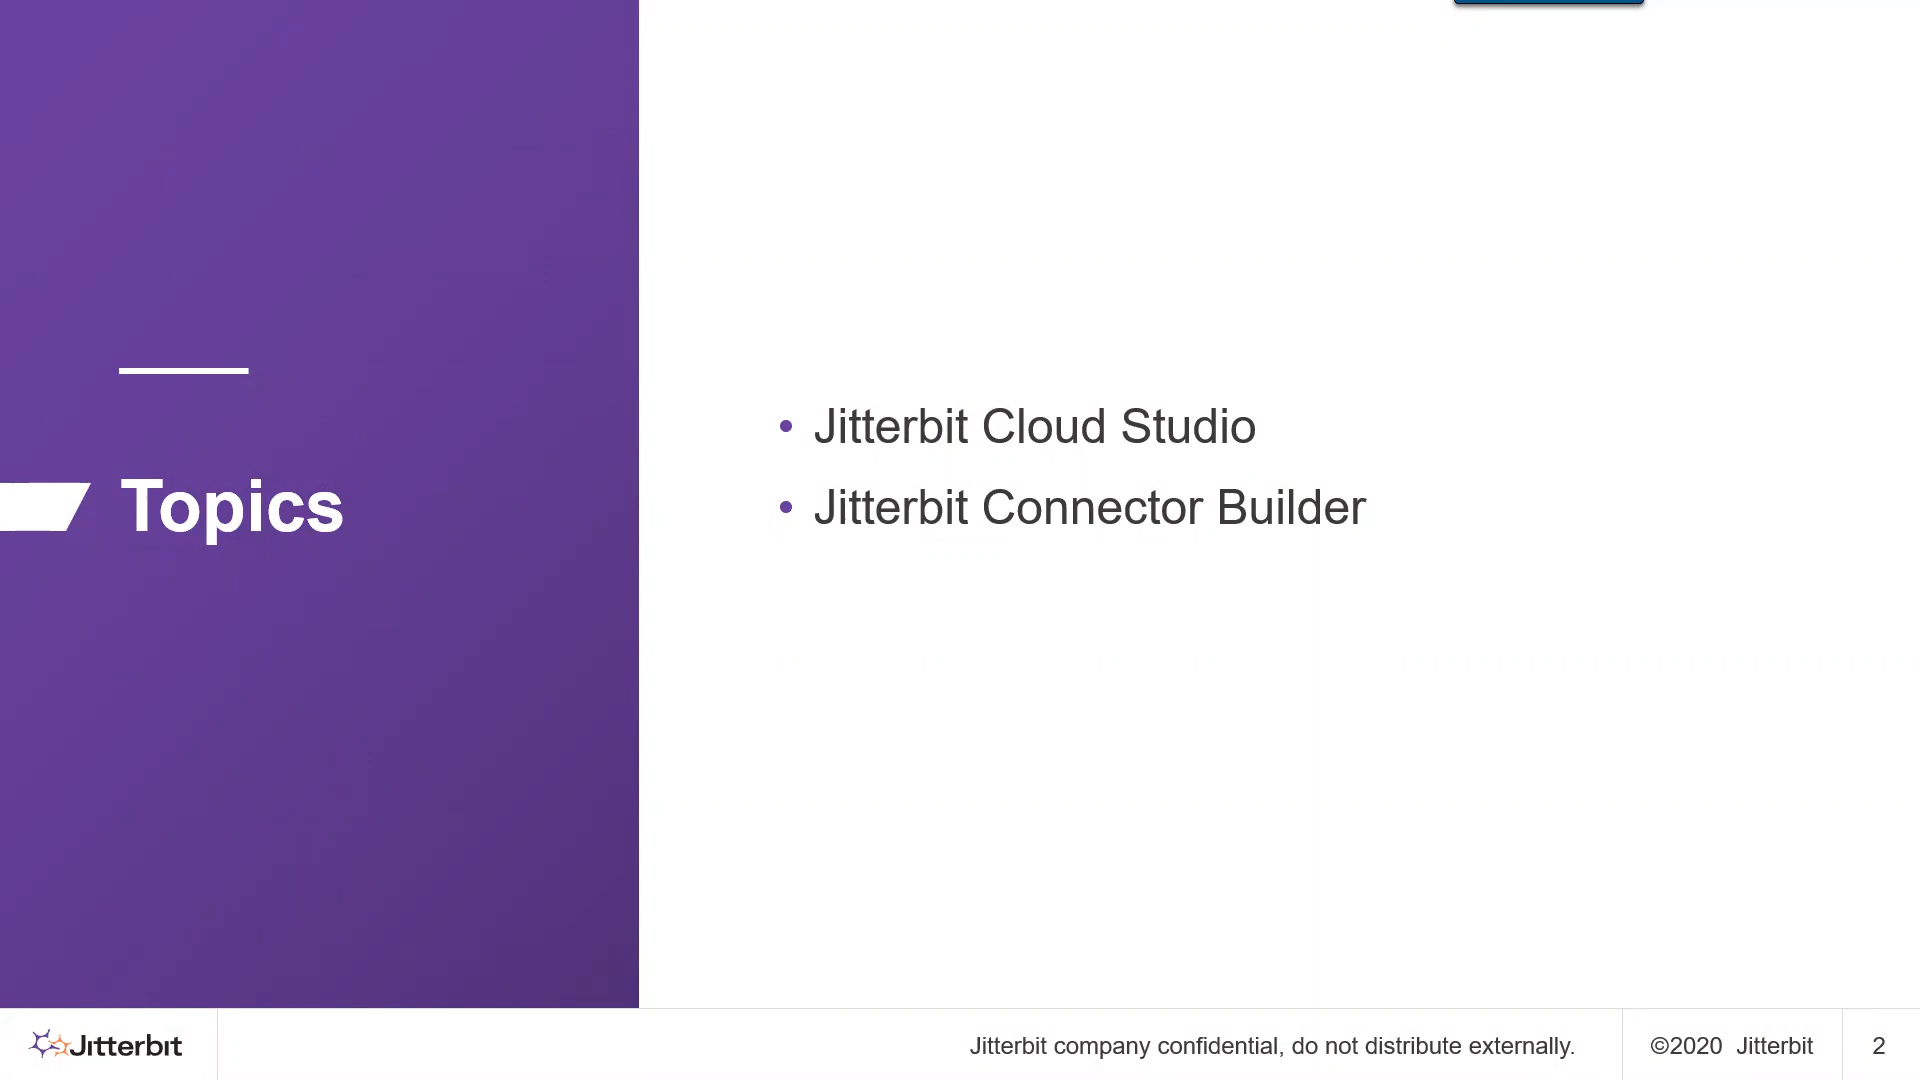 Topics
• Jitterbit Cloud Studio
• Jitterbit Connector Builder
Jitterbit
Jitterbit company confidential, do not distribute externally.
©2020 Jitterbit
2